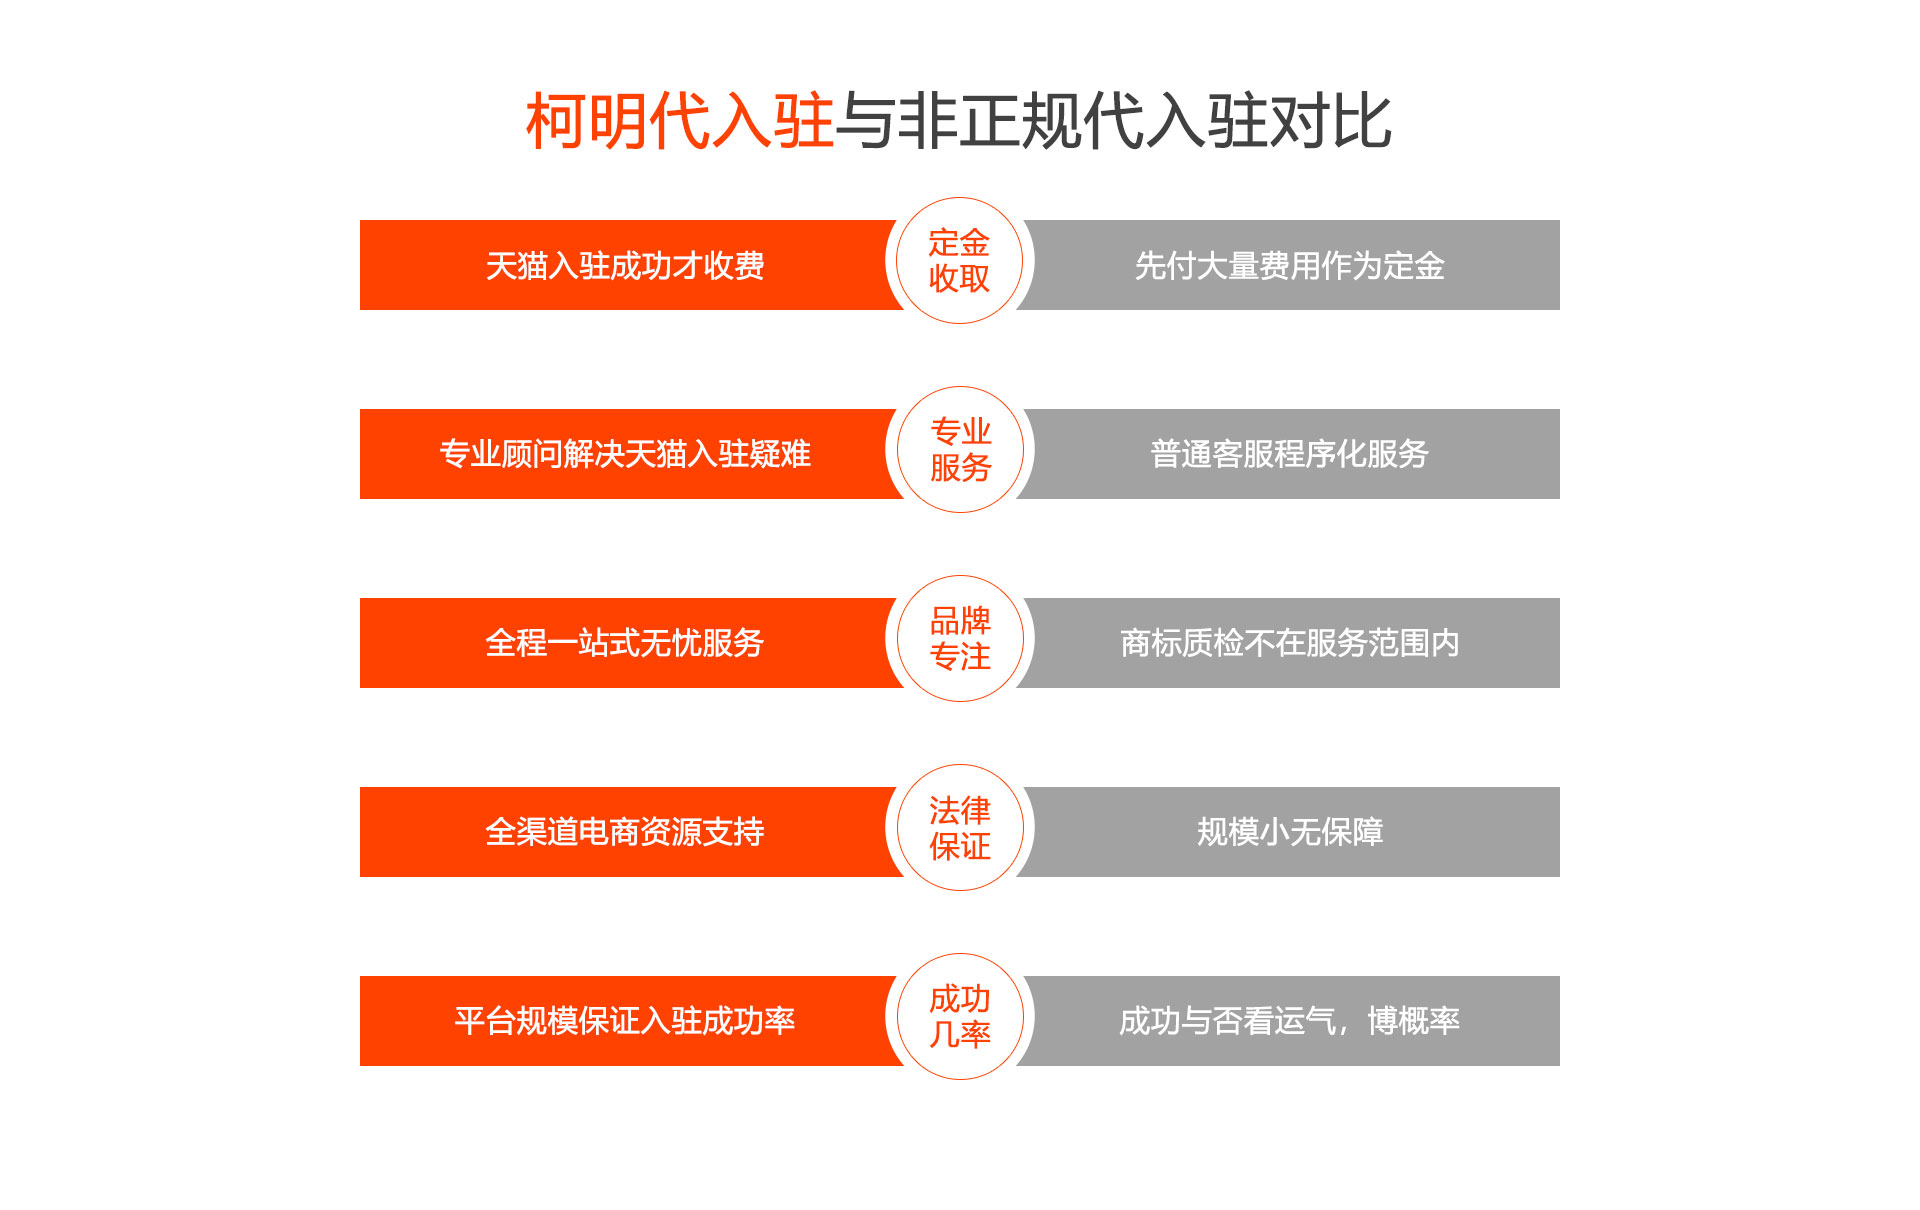 柯明代入驻与非正规代入驻对比
天猫入驻成功才收费
定金
收取
先付大量费用作为定金
专业顾问解决天猫入驻疑难
专业
服务
普通客服程序化服务
全程一站式无忧服务
品牌
专注
商标质检不在服务范围内
全渠道电商资源支持
法律
保证
规模小无保障
平台规模保证入驻成功率
成功
几率
成功与否看运气，博概率